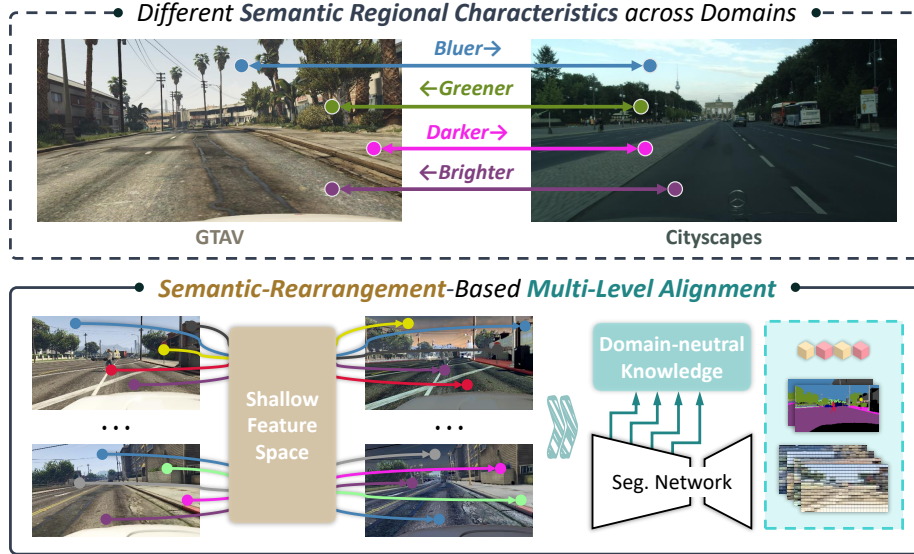 Different Semantic Regional Characteristics across Domains
Bluer→
←Greener
Darker→
←Brighter
GTAV
Cityscapes
Semantic-Rearrangement-Based Multi-Level Alignment
Shallow
Feature
Space
Domain-neutral
Knowledge
Seg. Network
...
...